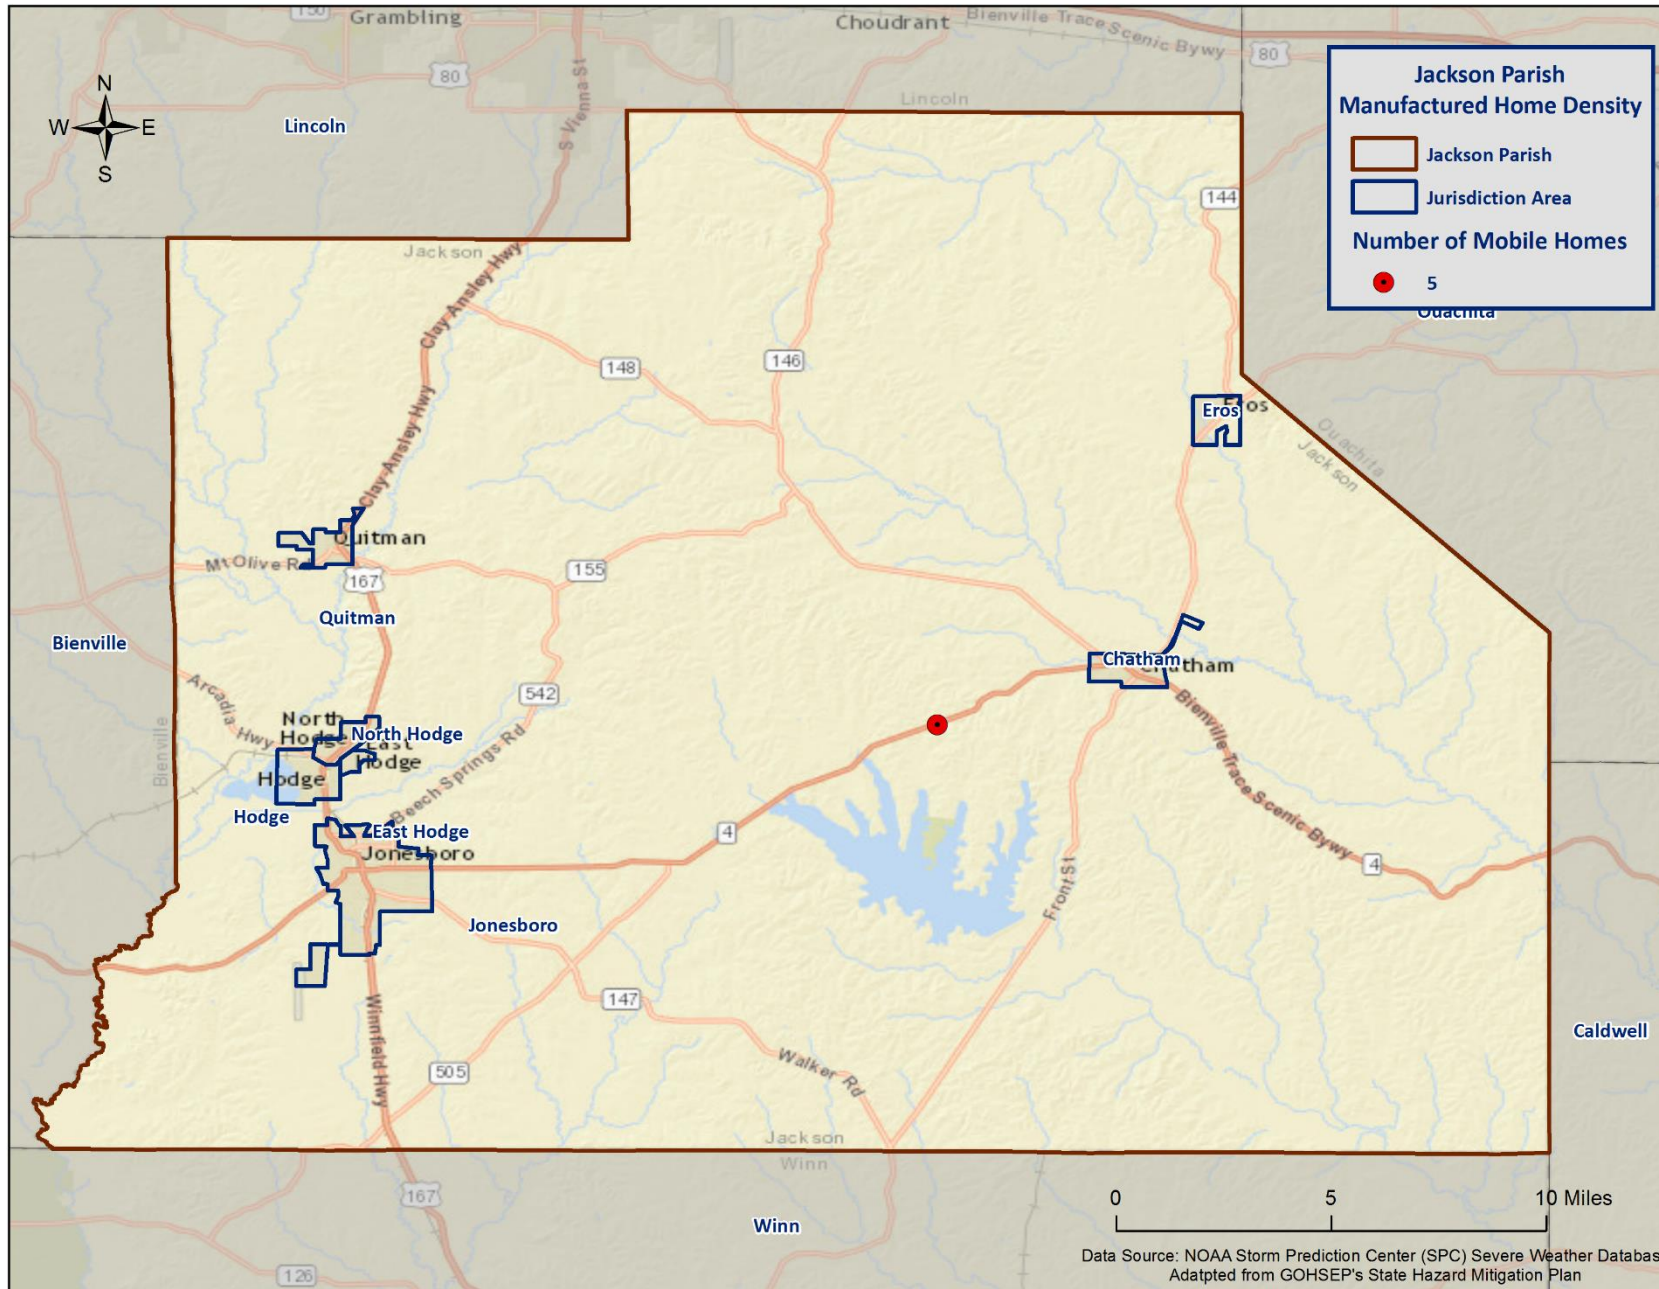 150
Grambling
Choudrant
Bienville Trace Scenic Bywy
80
80
Jackson Parish
Manufactured Home Density
Jackson Parish
Jurisdiction Area
Number of Mobile Homes
5
Ouachita
N
W
E
S
Lincoln
Lincoln
S Vienna St
144
Jackson
Clay Ansley Hwy
148
146
Eros
Eros
Ouachita
Jackson
Clay Ansley Hwy
Quitman
Mt Olive Rd
167
155
Quitman
Bienville
Chatham
Chatham
Arcadia Hwy
542
North
Hodge
North Hodge
East
Hodge
Hodge
Bienville
Beech Springs Rd
Bienville Trace Scenic Bywy
Hodge
East Hodge
Jonesboro
4
4
Front St
Jonesboro
147
Winnfield Hwy
Walker Rd
505
Caldwell
Jackson
Winn
167
Winn
0 5 10 Miles
126
Data Source: NOAA Storm Prediction Center (SPC) Severe Weather Databas
Adatpted from GOHSEP's State Hazard Mitigation Plan